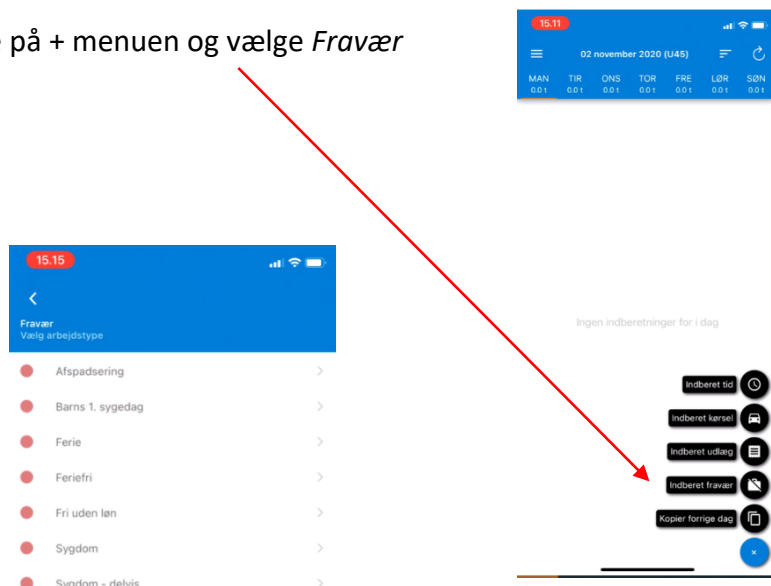 på + menuen og vælge Fravær
15.11
02 november 2020 (U45)
MAN TIR ONS TOR FRE LØR SØN
0.0 t 0.0 t 0.0 t 0.0 t 0.0 t 0.0 t 0.0 t
Ingen indberetninger for i dag
Indberet tid
Indberet kørsel
Indberet udlæg
Indberet fravær
Kopier forrige dag
15.15
Fravær
Vælg arbejdstype
Afspadsering
Barns 1. sygedag
Ferie
Feriefri
Fri uden løn
Sygdom
Sygdom - delvis